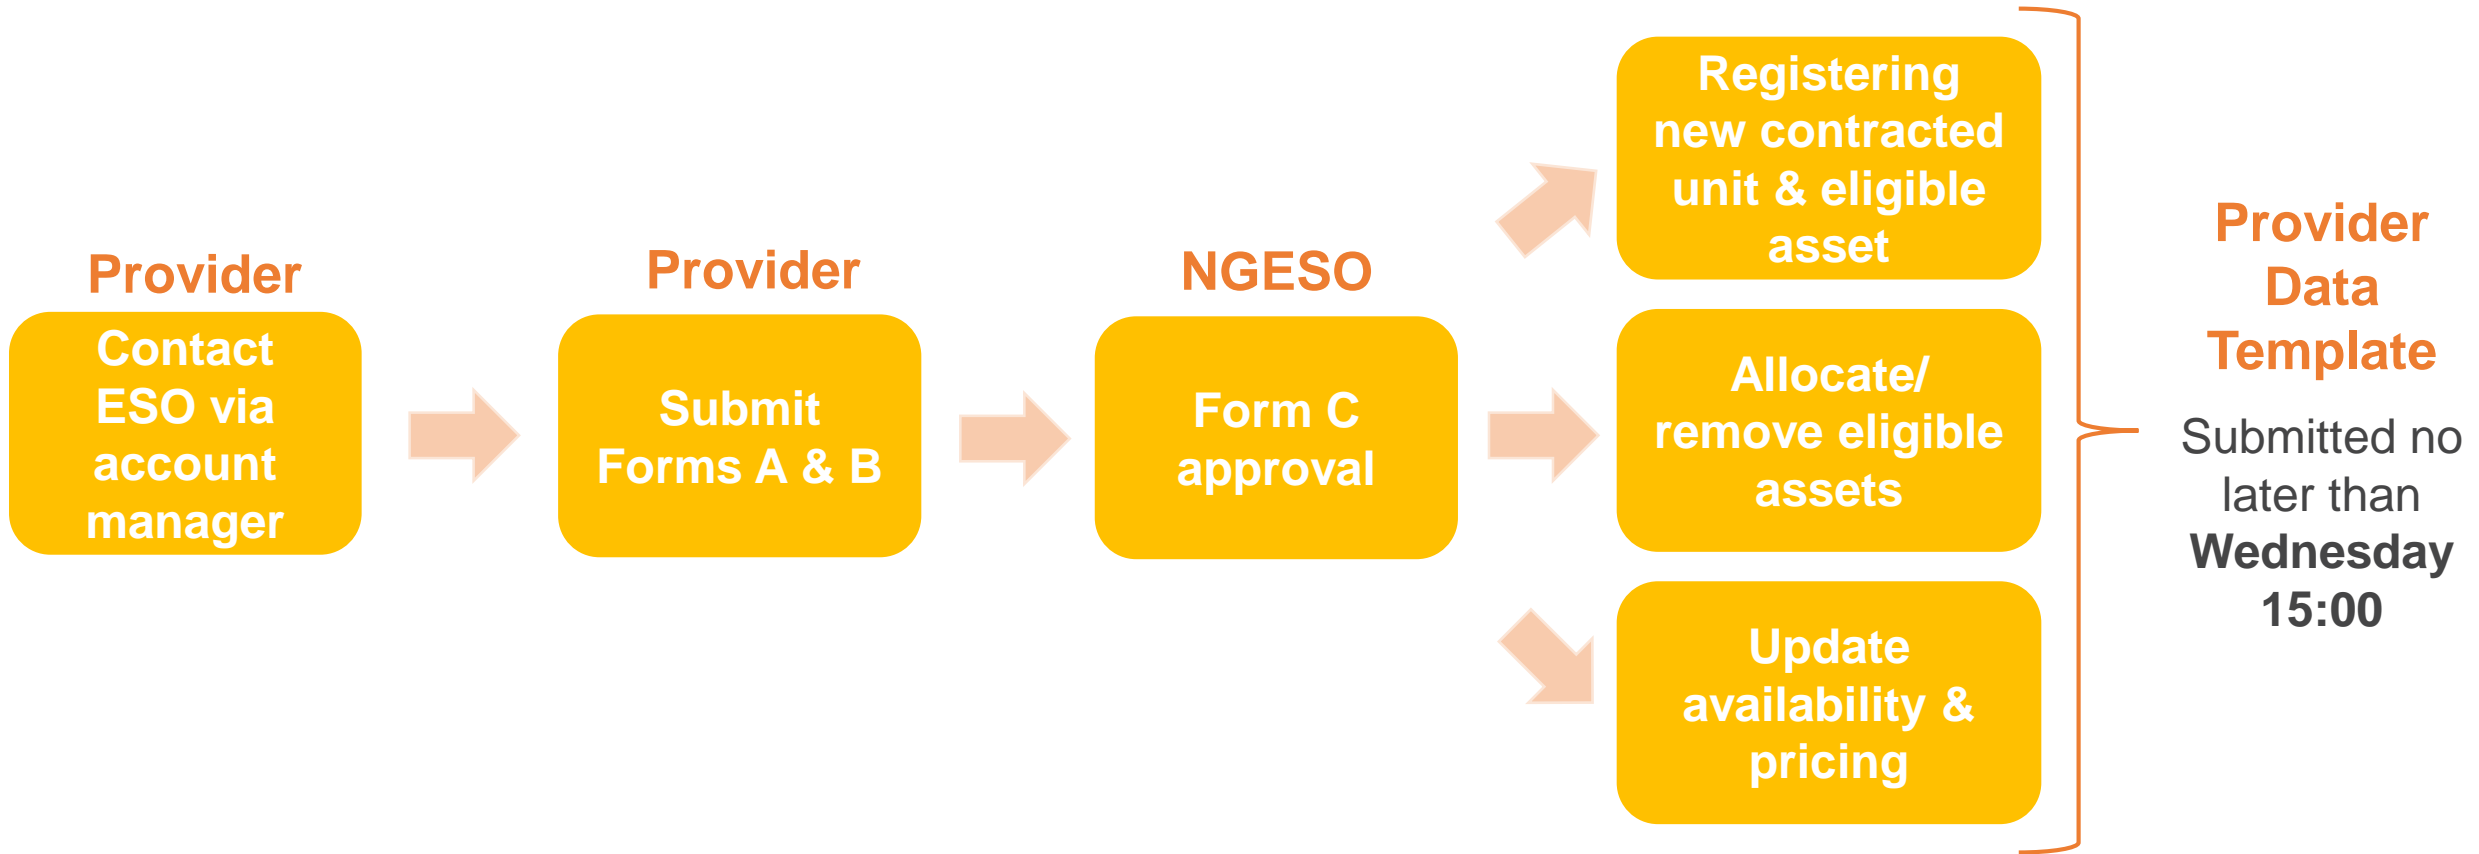 Provider
Contact
ESO via
account
manager
Provider
Submit
Forms A & B
NGESO
Form C
approval
Registering
new contracted
unit & eligible
asset
Allocate/
remove eligible
assets
Update
availability &
pricing
Provider
Data
Template
Submitted no
later than
Wednesday
15:00